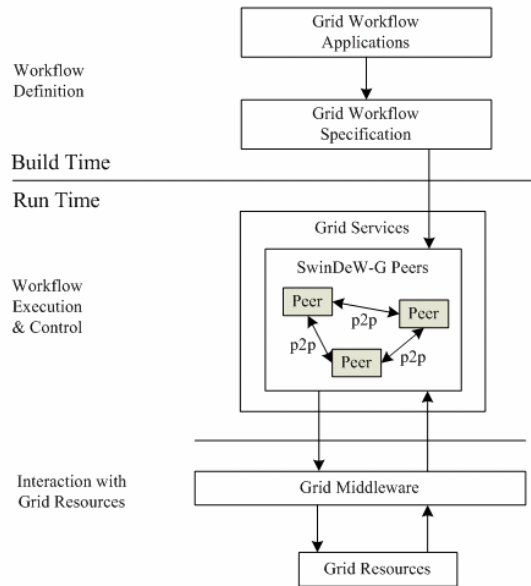 Grid Workflow
Applications
Workflow
Definition
Grid Workflow
Specification
Build Time
Run Time
Grid Services
SwinDeW-G Peers
Peer
Peer
p2p
p2p
p2p
Peer
Workflow
Execution
& Control
Interaction with
Grid Resources
Grid Middleware
Grid Resources